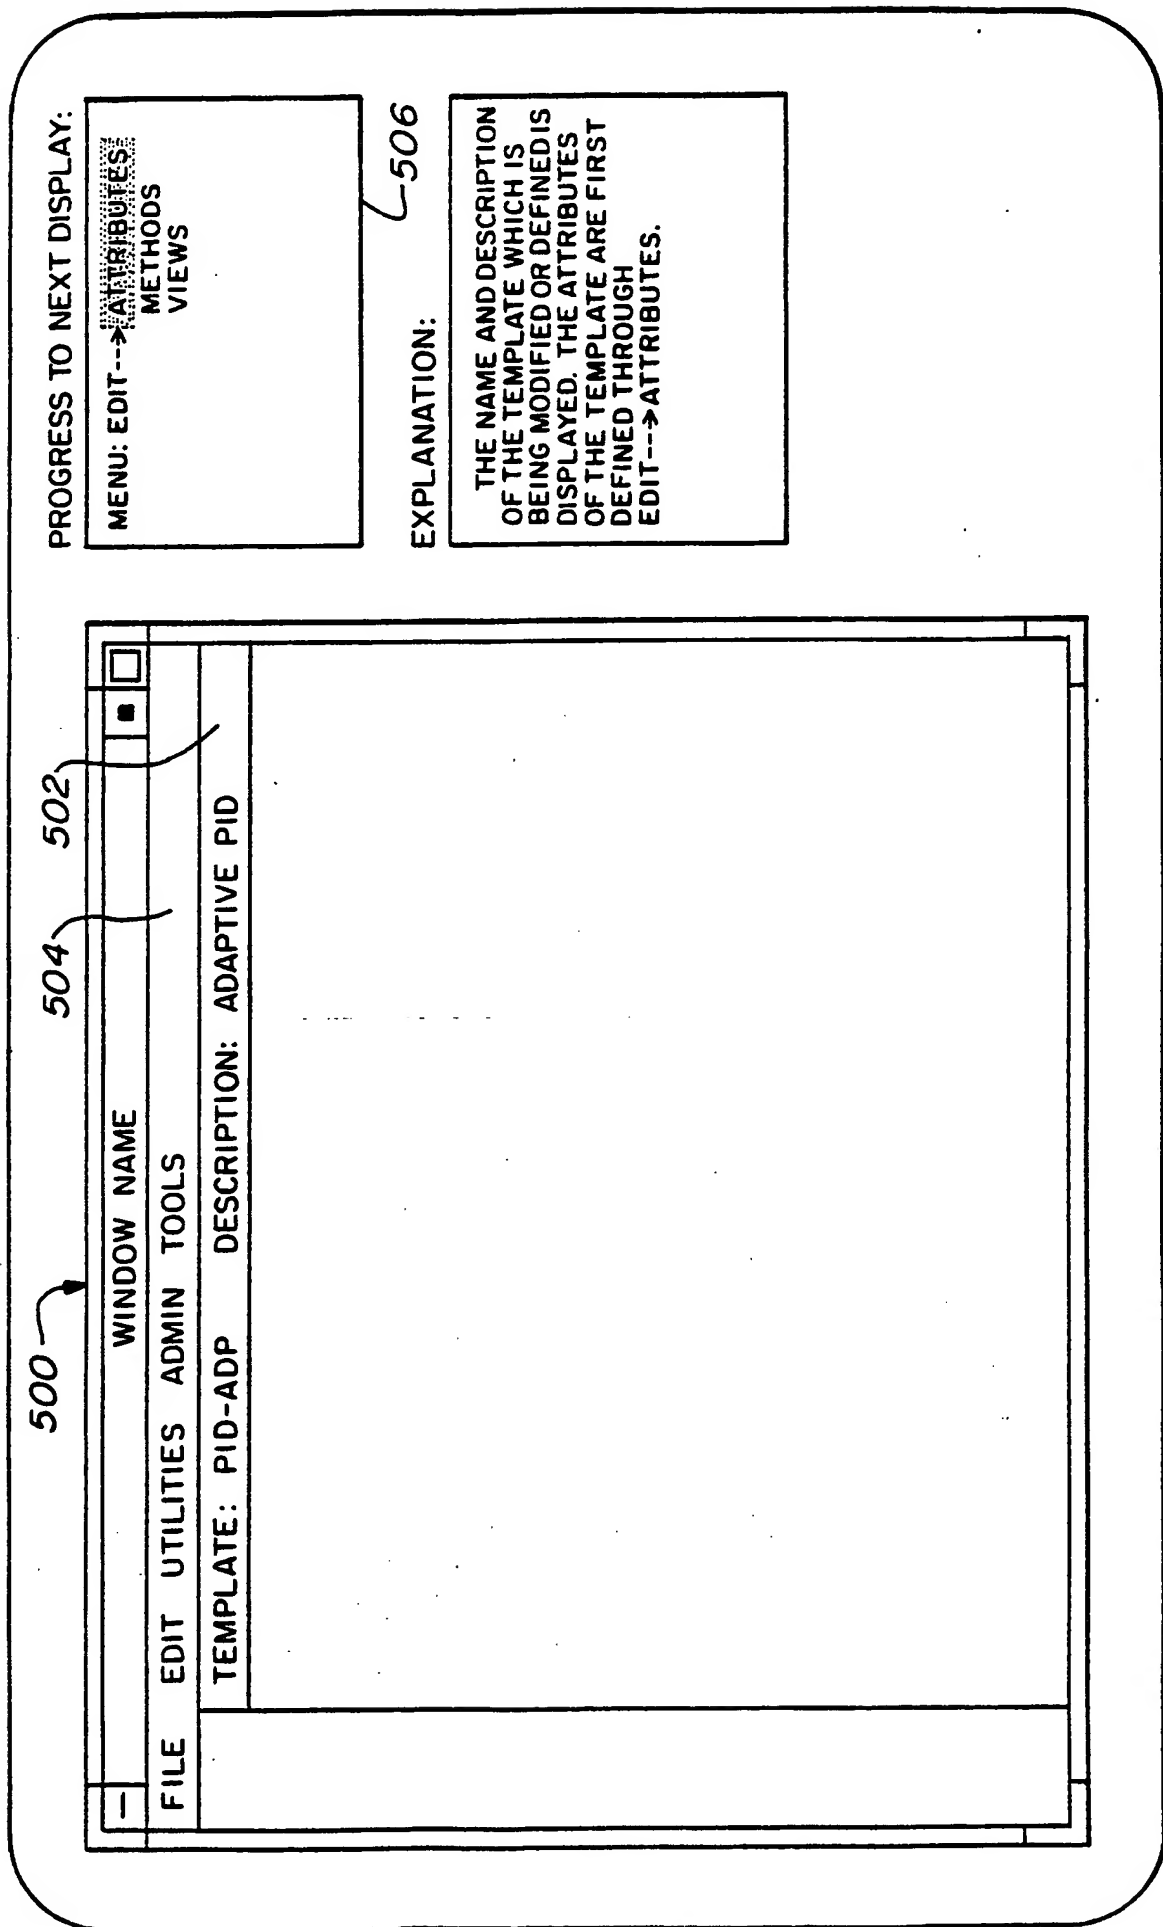 500
504
502
WINDOW NAME
FILE EDIT UTILITIES ADMIN TOOLS
TEMPLATE: PID-ADP DESCRIPTION: ADAPTIVE PID
PROGRESS TO NEXT DISPLAY:
MENU: EDIT--->ATTRIBUTES
METHODS
VIEWS
506
EXPLANATION:
THE NAME AND DESCRIPTION
OF THE TEMPLATE WHICH IS
BEING MODIFIED OR DEFINED IS
DISPLAYED. THE ATTRIBUTES
OF THE TEMPLATE ARE FIRST
DEFINED THROUGH
EDIT--->ATTRIBUTES.